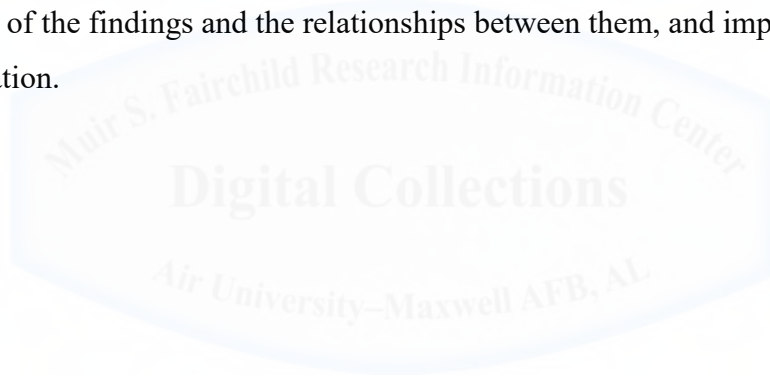 of the findings and the relationships between them, and imp
tion.
Muir S. Fairchild Research Information Center
Digital Collections
Air University–Maxwell AFB, AL